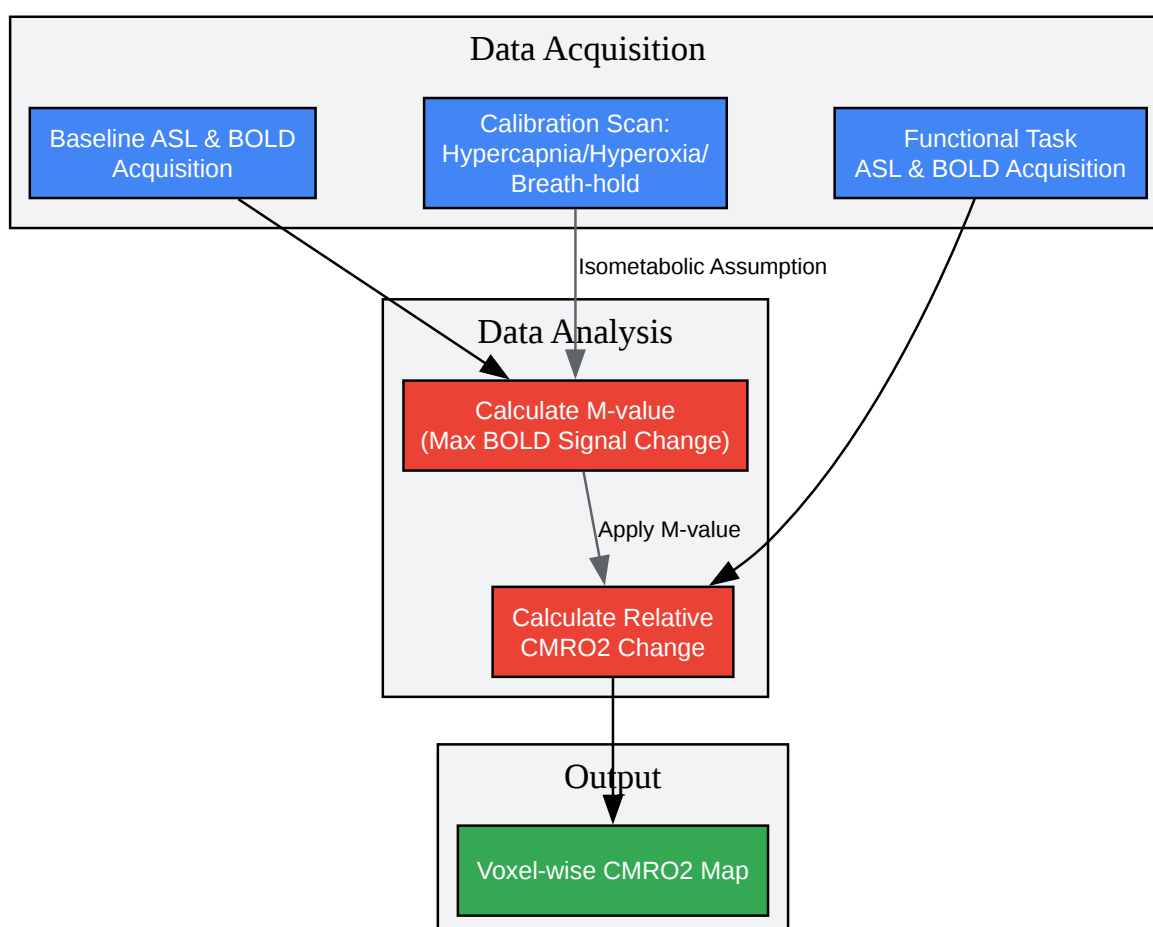 Data Acquisition
Baseline ASL & BOLD
Acquisition
Calibration Scan:
Hypercapnia/Hyperoxia/
Breath-hold
Functional Task
ASL & BOLD Acquisition
Isometabolic Assumption
Data Analysis
Calculate M-value
(Max BOLD Signal Change)
Apply M-value
Calculate Relative
CMRO2 Change
Output
Voxel-wise CMRO2 Map